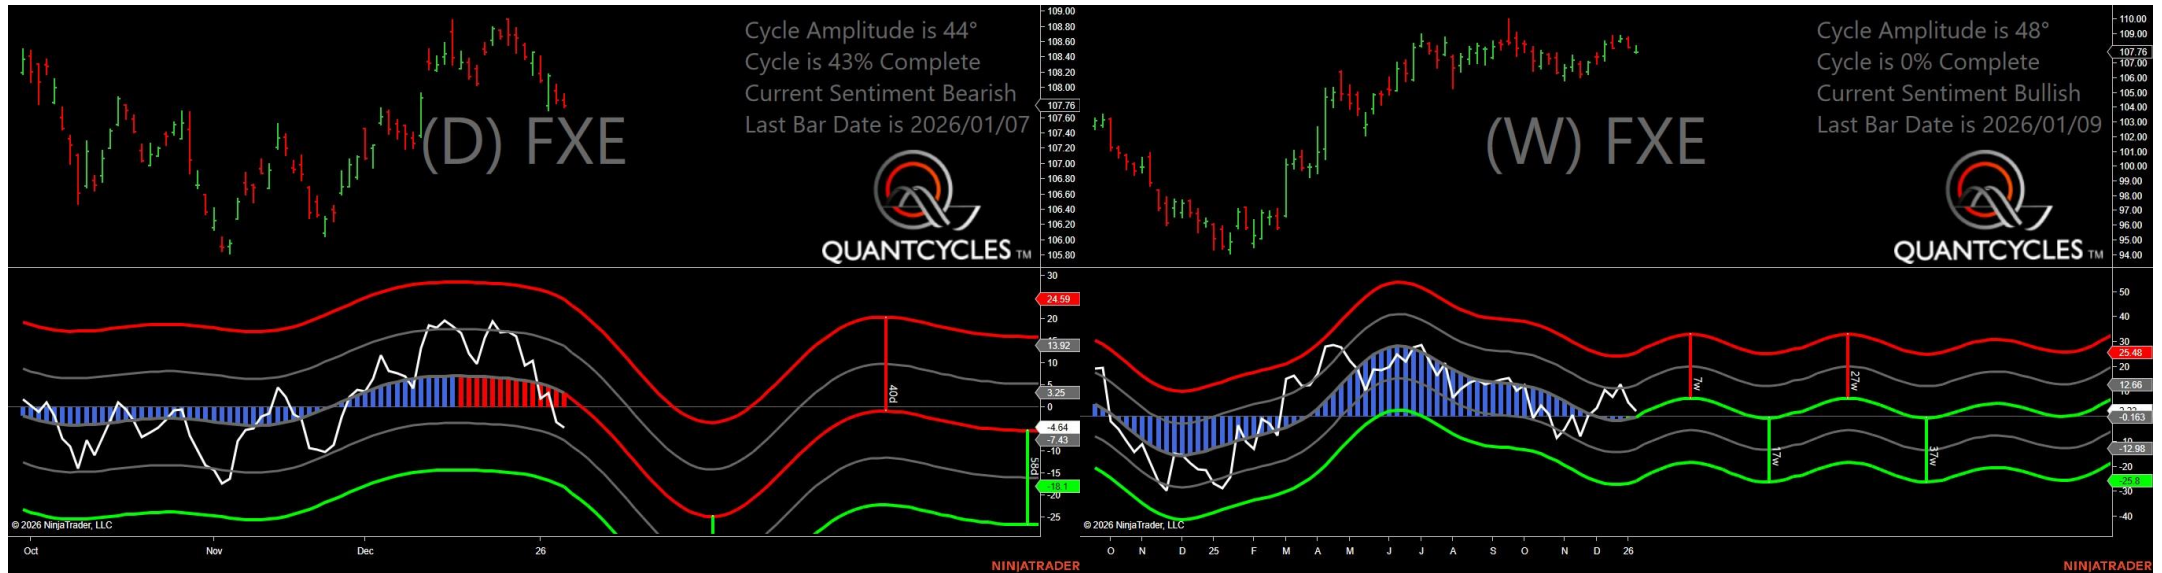 Cycle Amplitude is 44°
Cycle is 43% Complete
Current Sentiment Bearish
Last Bar Date is 2026/01/07
(D) FXE
QUANTCYCLES TM
109.00
108.80
108.60
108.40
108.20
108.00
107.76
107.60
107.40
107.20
107.00
106.80
106.60
106.40
106.20
106.00
105.80
30
24.59
20
13.92
10
5
3.25
0
-4.64
-7.43
-10
-15
-18.1
-20
-25
40d
58d
© 2026 NinjaTrader, LLC
Oct
Nov
Dec
26
NINJATRADER
Cycle Amplitude is 48°
Cycle is 0% Complete
Current Sentiment Bullish
Last Bar Date is 2026/01/09
(W) FXE
QUANTCYCLES TM
110.00
107.76
107.00
106.00
105.00
104.00
103.00
102.00
101.00
100.00
99.00
98.00
97.00
96.00
95.00
94.00
50
40
30
25.48
20
12.66
10
-0.163
-10
-12.98
-20
-25.8
-30
-40
7w
17w
27w
37w
© 2026 NinjaTrader, LLC
O
N
D
25
F
M
A
M
J
J
A
S
O
N
D
26
NINJATRADER